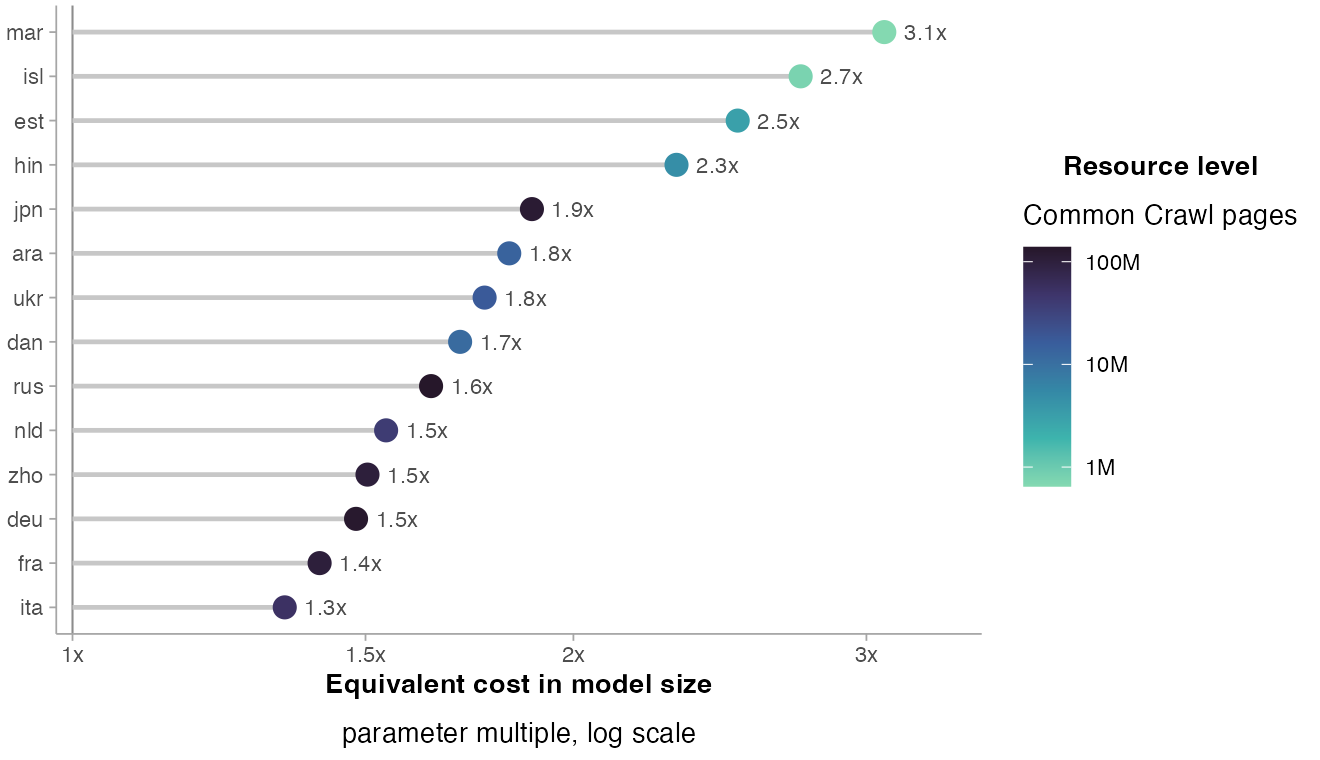 mar 3.1x
isl 2.7x
est 2.5x
hin 2.3x
jpn 1.9x
ara 1.8x
ukr 1.8x
dan 1.7x
rus 1.6x
nld 1.5x
zho 1.5x
deu 1.5x
fra 1.4x
ita 1.3x
1x 1.5x 2x 3x
Equivalent cost in model size
parameter multiple, log scale
Resource level
Common Crawl pages
100M
10M
1M